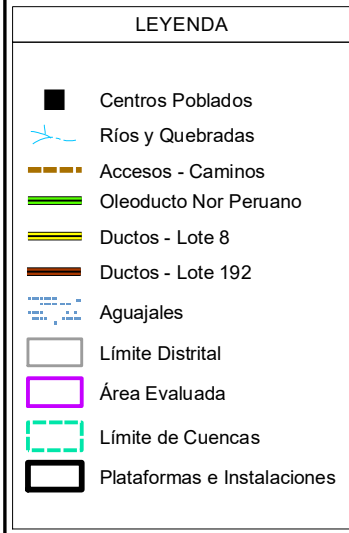 LEYENDA
Centros Poblados
Ríos y Quebradas
Accesos - Caminos
Oleoducto Nor Peruano
Ductos - Lote 8
Ductos - Lote 192
Aguajales
Límite Distrital
Área Evaluada
Límite de Cuencas
Plataformas e Instalaciones